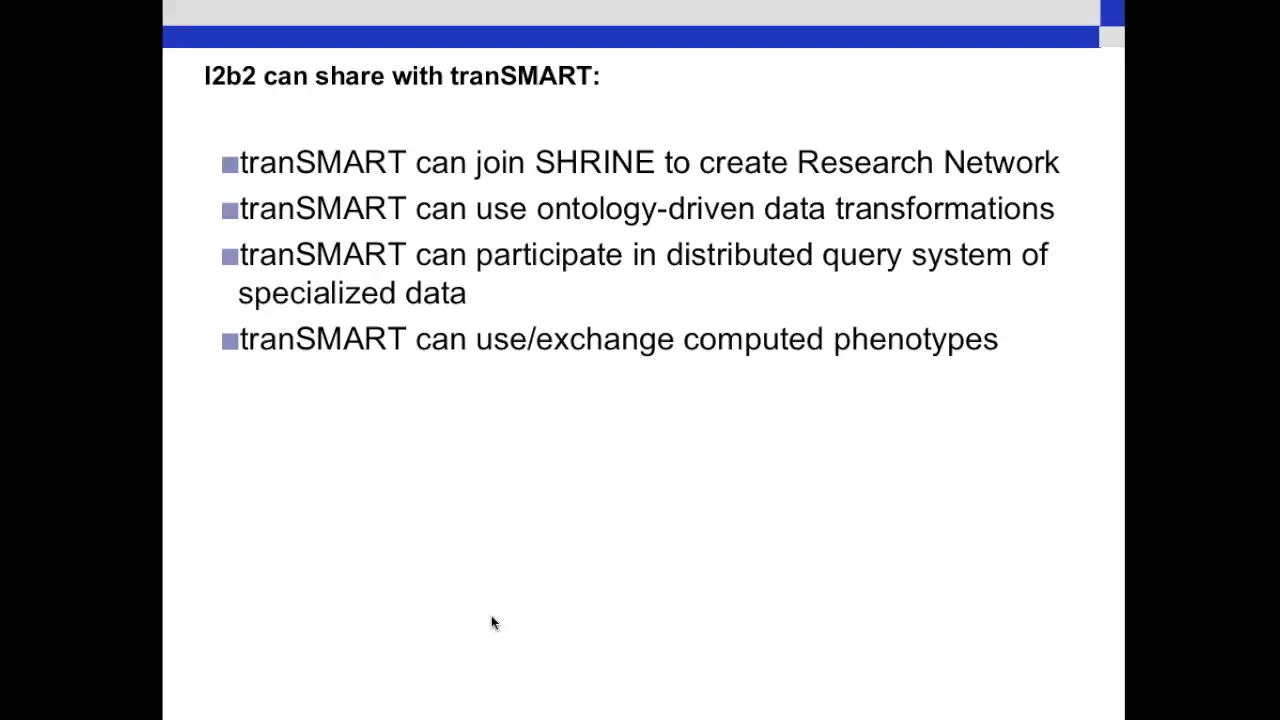 I2b2 can share with tranSMART:
■tranSMART can join SHRINE to create Research Network
■tranSMART can use ontology-driven data transformations
■tranSMART can participate in distributed query system of
specialized data
■tranSMART can use/exchange computed phenotypes